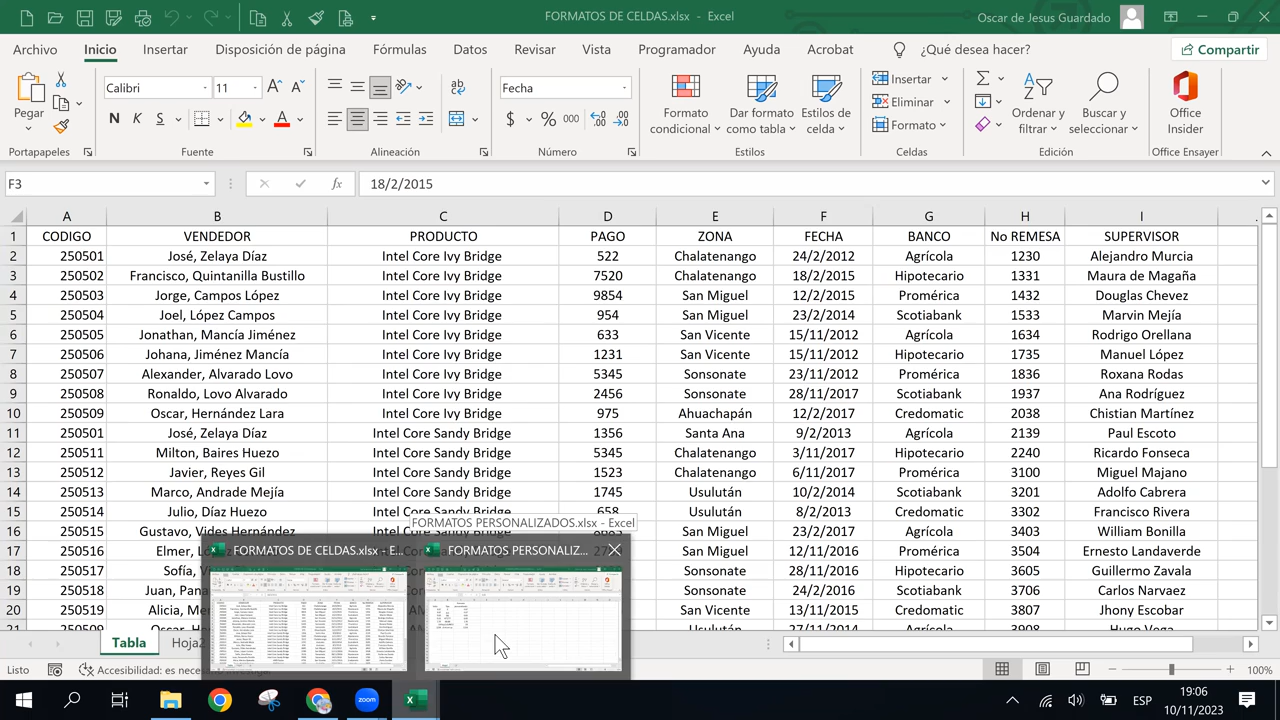 FORMATOS DE CELDAS.xlsx - Excel
Oscar de Jesus Guardado
Archivo Inicio Insertar Disposición de página Fórmulas Datos Revisar Vista Programador Ayuda Acrobat ¿Qué desea hacer? Compartir
Pegar
Calibri 11
N K S
Fecha
$ % 000
Formato condicional
Dar formato como tabla
Estilos de celda
Insertar
Eliminar
Formato
Ordenar y filtrar
Buscar y seleccionar
Office Insider
Portapapeles Fuente Alineación Número Estilos Celdas Edición Office Ensayer
F3 fx 18/2/2015
A B C D E F G H I
1 CODIGO VENDEDOR PRODUCTO PAGO ZONA FECHA BANCO No REMESA SUPERVISOR
2 250501 José, Zelaya Díaz Intel Core Ivy Bridge 522 Chalatenango 24/2/2012 Agrícola 1230 Alejandro Murcia
3 250502 Francisco, Quintanilla Bustillo Intel Core Ivy Bridge 7520 Chalatenango 18/2/2015 Hipotecario 1331 Maura de Magaña
4 250503 Jorge, Campos López Intel Core Ivy Bridge 9854 San Miguel 12/2/2015 Promérica 1432 Douglas Chevez
5 250504 Joel, López Campos Intel Core Ivy Bridge 954 San Miguel 23/2/2014 Scotiabank 1533 Marvin Mejía
6 250505 Jonathan, Mancía Jiménez Intel Core Ivy Bridge 633 San Vicente 15/11/2012 Agrícola 1634 Rodrigo Orellana
7 250506 Johana, Jiménez Mancía Intel Core Ivy Bridge 1231 San Vicente 15/11/2012 Hipotecario 1735 Manuel López
8 250507 Alexander, Alvarado Lovo Intel Core Ivy Bridge 5345 Sonsonate 23/11/2012 Promérica 1836 Roxana Rodas
9 250508 Ronaldo, Lovo Alvarado Intel Core Ivy Bridge 2456 Sonsonate 28/11/2017 Scotiabank 1937 Ana Rodríguez
10 250509 Oscar, Hernández Lara Intel Core Ivy Bridge 975 Ahuachapán 12/2/2017 Credomatic 2038 Chistian Martínez
11 250501 José, Zelaya Díaz Intel Core Sandy Bridge 1356 Santa Ana 9/2/2013 Agrícola 2139 Paul Escoto
12 250511 Milton, Baires Huezo Intel Core Sandy Bridge 5345 Chalatenango 3/11/2017 Hipotecario 2240 Ricardo Fonseca
13 250512 Javier, Reyes Gil Intel Core Sandy Bridge 1523 Chalatenango 6/11/2017 Promérica 3100 Miguel Majano
14 250513 Marco, Andrade Mejía Intel Core Sandy Bridge 1745 Usulután 10/2/2014 Scotiabank 3201 Adolfo Cabrera
15 250514 Julio, Díaz Huezo Intel Core Sandy Bridge 658 Usulután 8/2/2013 Credomatic 3302 Francisco Rivera
FORMATOS PERSONALIZADOS.xlsx - Excel
16 250515 Gustavo, Vides Hernández San Miguel 23/2/2017 Agrícola 3403 William Bonilla
FORMATOS DE CELDAS.xlsx - E... FORMATOS PERSONALIZ...
17 250516 Elmer, San Miguel 12/11/2016 Hipotecario 3504 Ernesto Landaverde
18 250517 Sofía, Sonsonate 28/11/2016 Promérica 3605 Guillermo Zavala
19 250518 Juan, Sonsonate 24/2/2016 Promérica 3706 Carlos Narvaez
20 250519 Alicia, San Vicente 13/11/2015 Credomatic 3807 Jhony Escobar
21
Tabla
Listo Accesibilidad: es 100%
ESP
19:06
10/11/2023